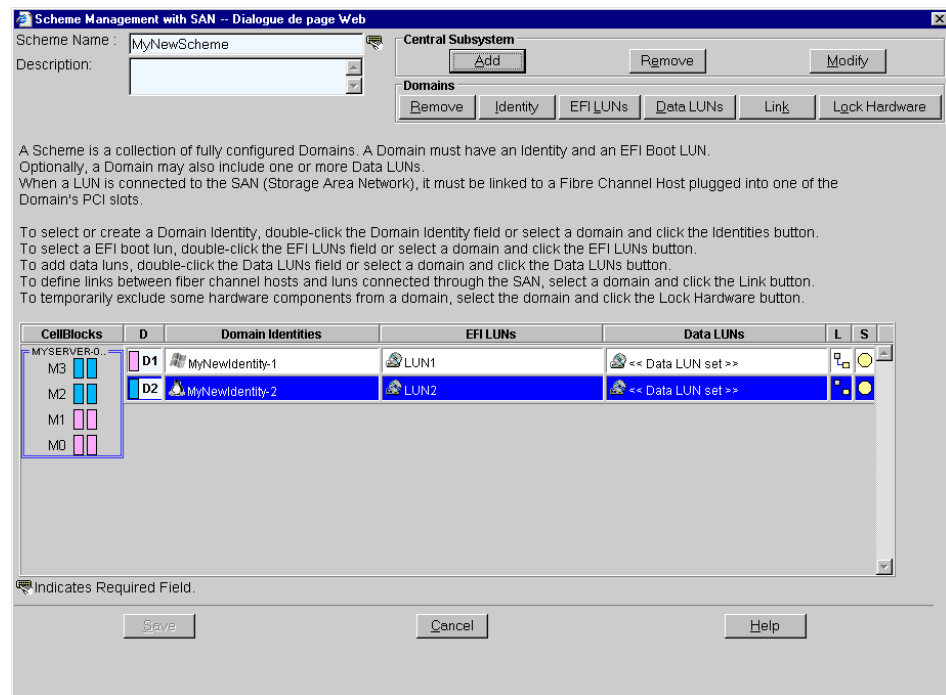 Scheme Management with SAN -- Dialogue de page Web
Scheme Name :
MyNewScheme
Description:
Central Subsystem
Add Remove Modify
Domains
Remove Identity EFI LUNs Data LUNs Link Lock Hardware
A Scheme is a collection of fully configured Domains. A Domain must have an Identity and an EFI Boot LUN.
Optionally, a Domain may also include one or more Data LUNs.
When a LUN is connected to the SAN (Storage Area Network), it must be linked to a Fibre Channel Host plugged into one of the
Domain's PCI slots.
To select or create a Domain Identity, double-click the Domain Identity field or select a domain and click the Identities button.
To select a EFI boot lun, double-click the EFI LUNs field or select a domain and click the EFI LUNs button.
To add data luns, double-click the Data LUNs field or select a domain and click the Data LUNs button.
To define links between fiber channel hosts and luns connected through the SAN, select a domain and click the Link button.
To temporarily exclude some hardware components from a domain, select the domain and click the Lock Hardware button.
CellBlocks D Domain Identities EFI LUNs Data LUNs L S
MYSERVER-0..
M3
M2
M1
M0
D1 MyNewIdentity-1 LUN1 << Data LUN set >>
D2 MyNewIdentity-2 LUN2 << Data LUN set >>
Indicates Required Field.
Save Cancel Help